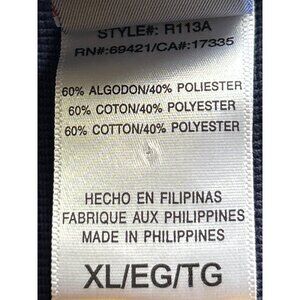 STYLE#: R113A
RN#:69421/CA#:17335
60% ALGODON/40% POLIESTER
60% COTON/40% POLYESTER
60% COTTON/40% POLYESTER
HECHO EN FILIPINAS
FABRIQUE AUX PHILIPPINES
MADE IN PHILIPPINES
XL/EG/TG